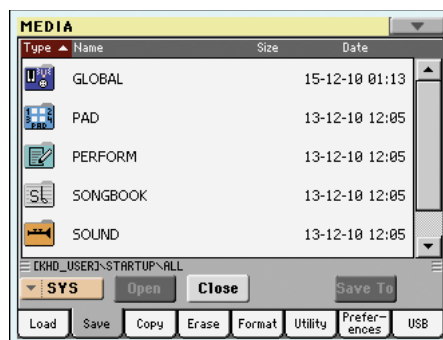 MEDIA
Type Name Size Date
GLOBAL 15-12-10 01:13
PAD 13-12-10 12:05
PERFORM 13-12-10 12:05
SONGBOOK 13-12-10 12:05
SOUND 13-12-10 12:05
[KHD_USER]\STARTUP\ALL
SYS Open Close Save To
Load Save Copy Erase Format Utility Prefer-ences USB